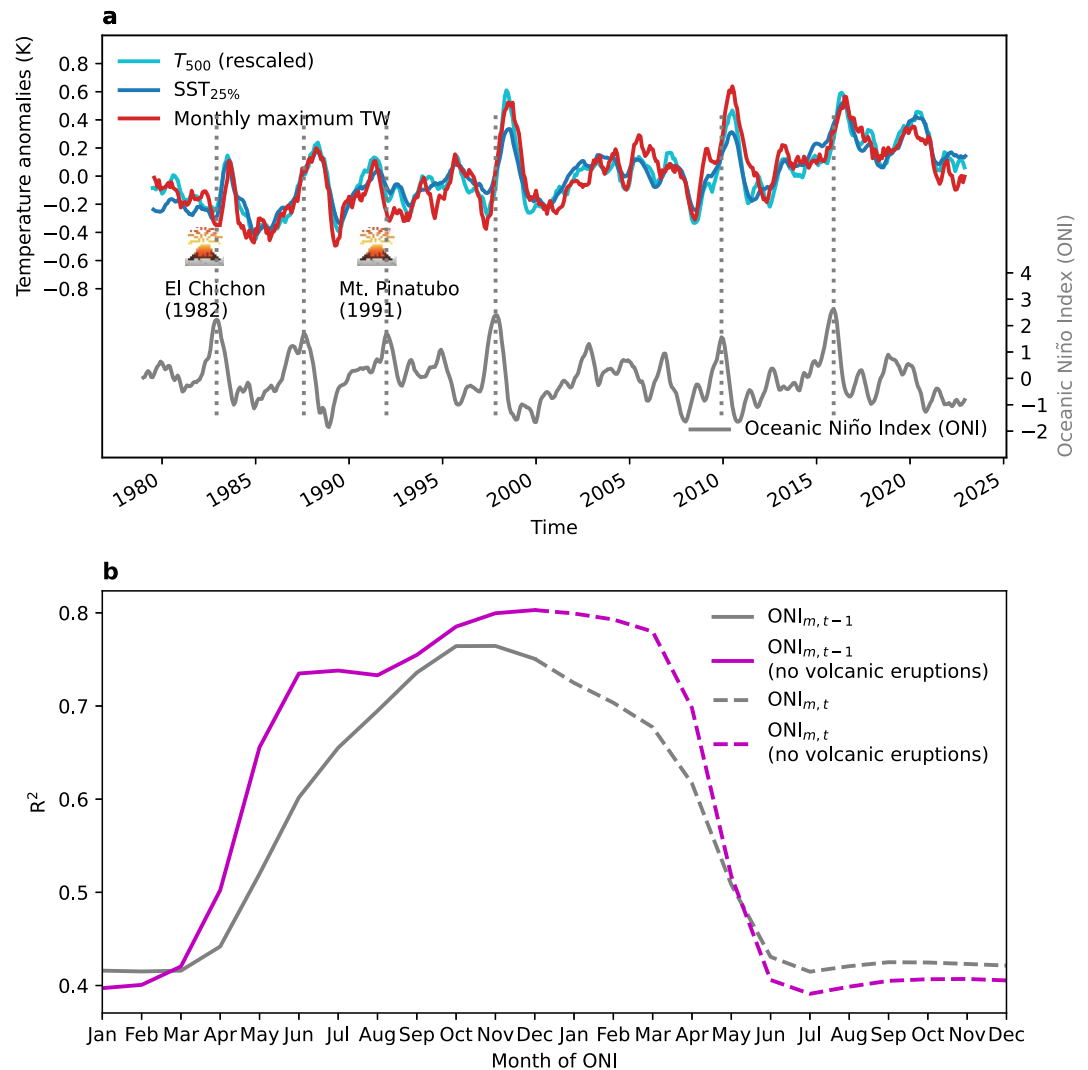 a
Temperature anomalies (K)
0.8
0.6
0.4
0.2
0.0
−0.2
−0.4
−0.6
−0.8
T500 (rescaled)
SST25%
Monthly maximum TW
El Chichon
(1982)
Mt. Pinatubo
(1991)
4
3
2
1
0
−1
−2
Oceanic Niño Index (ONI)
Oceanic Niño Index (ONI)
1980 1985 1990 1995 2000 2005 2010 2015 2020 2025
Time
b
R²
0.8
0.7
0.6
0.5
0.4
ONIm,t−1
ONIm,t−1
(no volcanic eruptions)
ONIm,t
ONIm,t
(no volcanic eruptions)
Jan Feb Mar Apr May Jun Jul Aug Sep Oct Nov Dec Jan Feb Mar Apr May Jun Jul Aug Sep Oct Nov Dec
Month of ONI